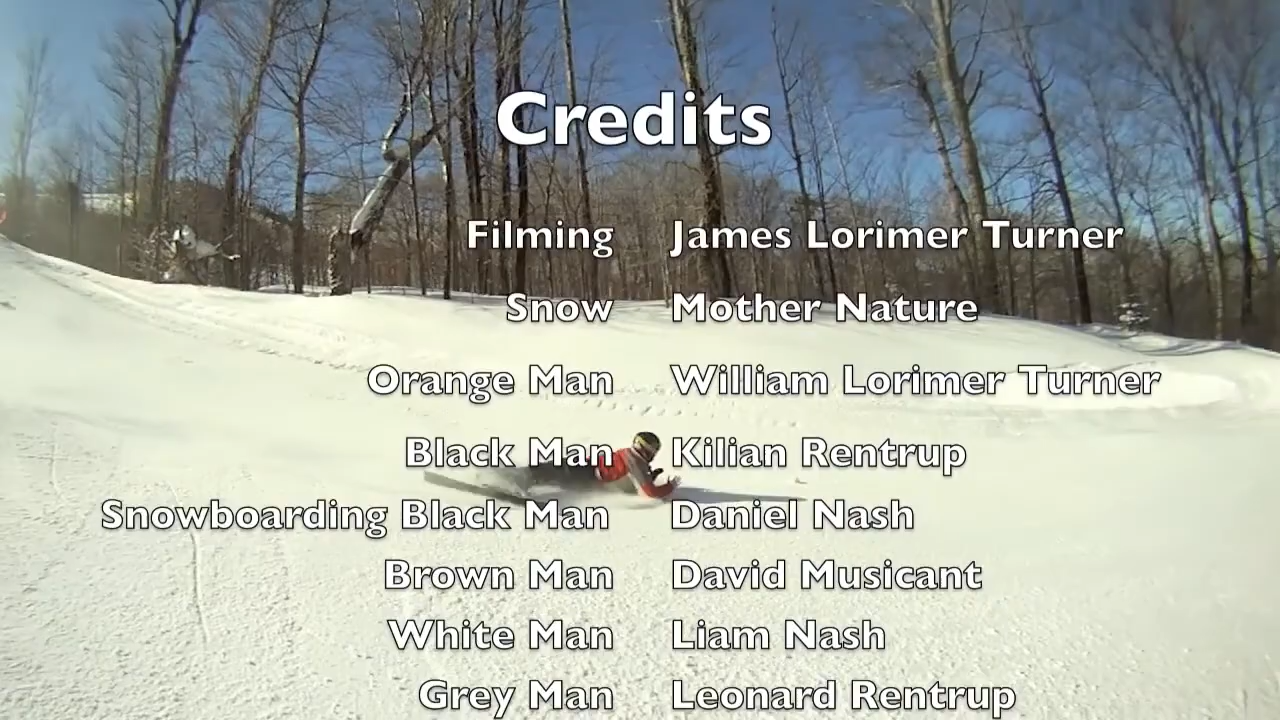 Credits
Filming James Lorimer Turner
Snow Mother Nature
Orange Man William Lorimer Turner
Black Man Kilian Rentrup
Snowboarding Black Man Daniel Nash
Brown Man David Musicant
White Man Liam Nash
Grey Man Leonard Rentrup